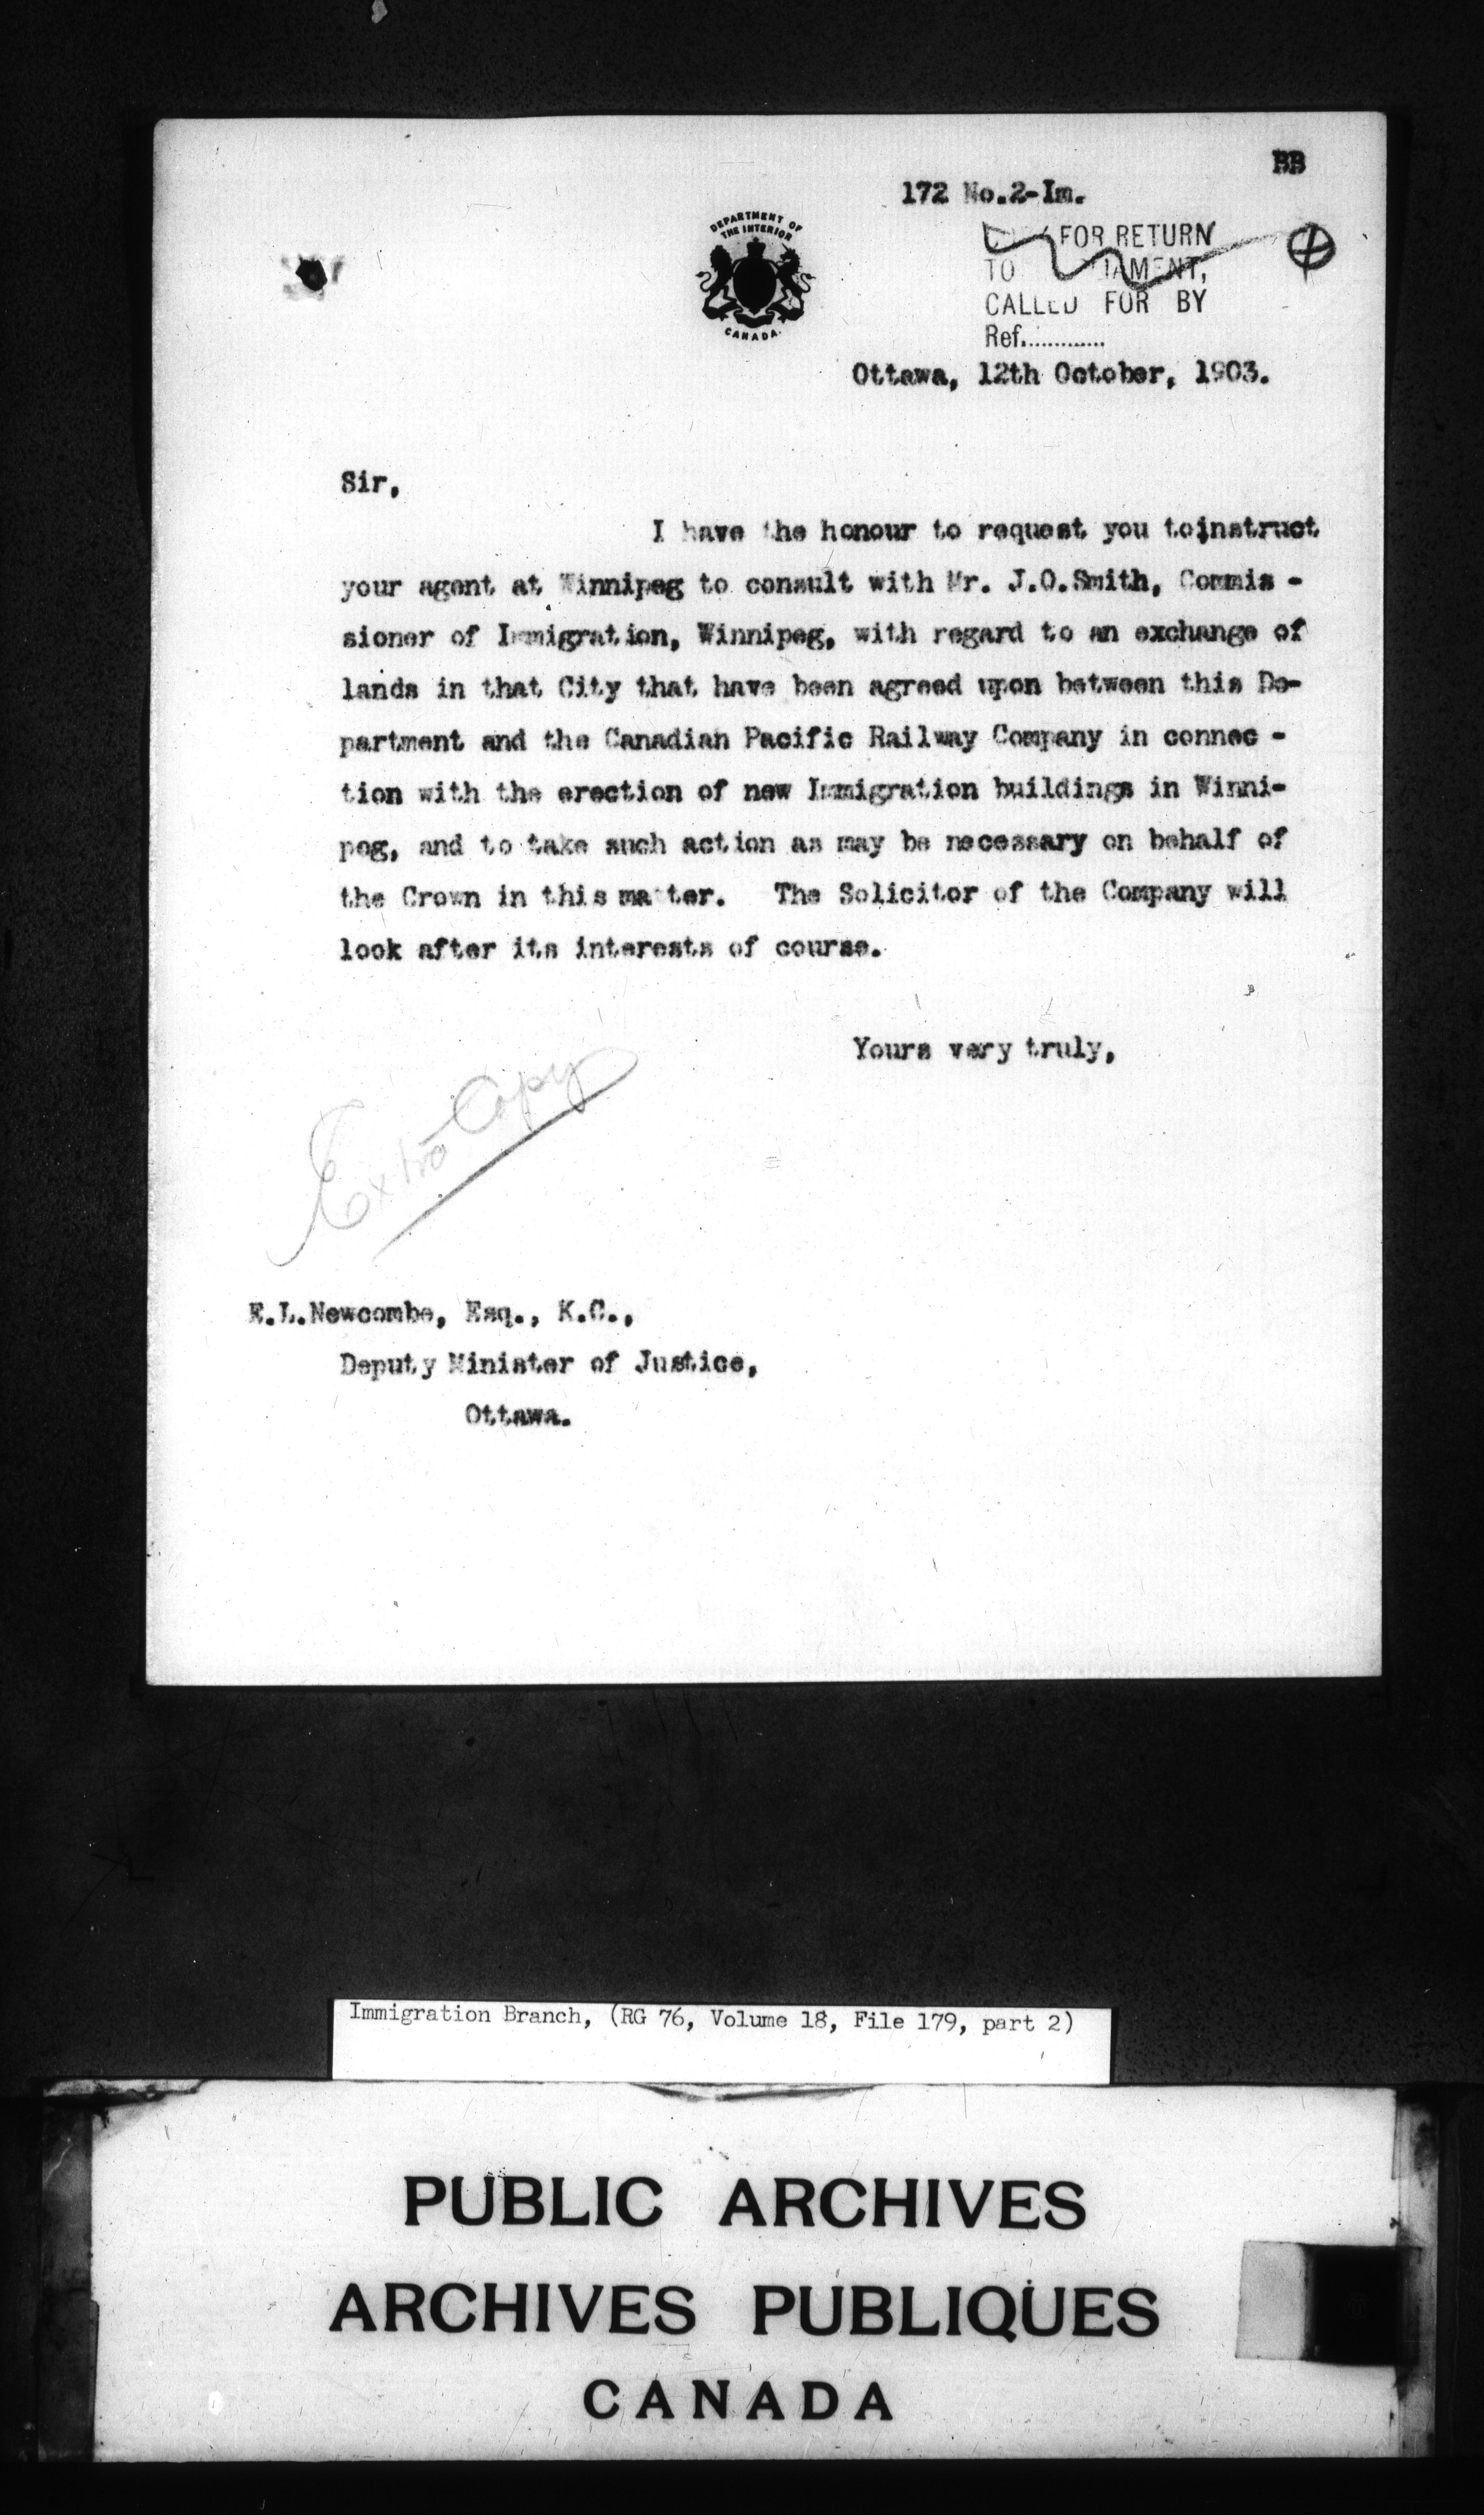 BB
172 No.2-Im.
DEPARTMENT OF
THE INTERIOR
CANADA.
FOR RETURN
TO
CALLED FOR BY
Ref.............
Ottawa, 12th October, 1903.
Sir,
I have the honour to request you to instruct
your agent at Winnipeg to consult with Mr. J.O.Smith, Commis -
sioner of Immigration, Winnipeg, with regard to an exchange of
lands in that City that have been agreed upon between this De-
partment and the Canadian Pacific Railway Company in connec -
tion with the erection of new Immigration buildings in Winni-
peg, and to take such action as may be necessary on behalf of
the Crown in this matter. The Solicitor of the Company will
look after its interests of course.
Yours very truly,
Extra Copy
E.L.Newcombe, Esq., K.C.,
Deputy Minister of Justice,
Ottawa.
Immigration Branch, (RG 76, Volume 18, File 179, part 2)
PUBLIC ARCHIVES
ARCHIVES PUBLIQUES
CANADA